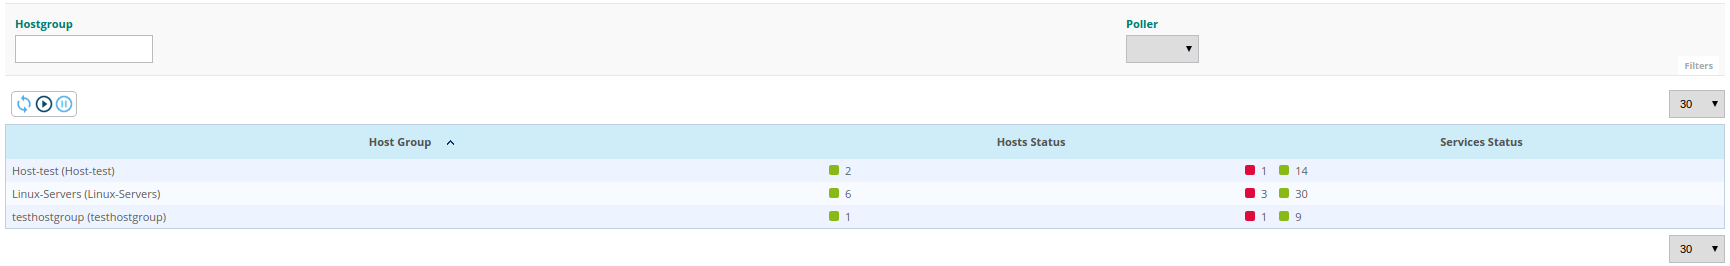 Hostgroup Poller
Filters
30
Host Group Hosts Status Services Status
Host-test (Host-test) 2 1 14
Linux-Servers (Linux-Servers) 6 3 30
testhostgroup (testhostgroup) 1 1 9
30